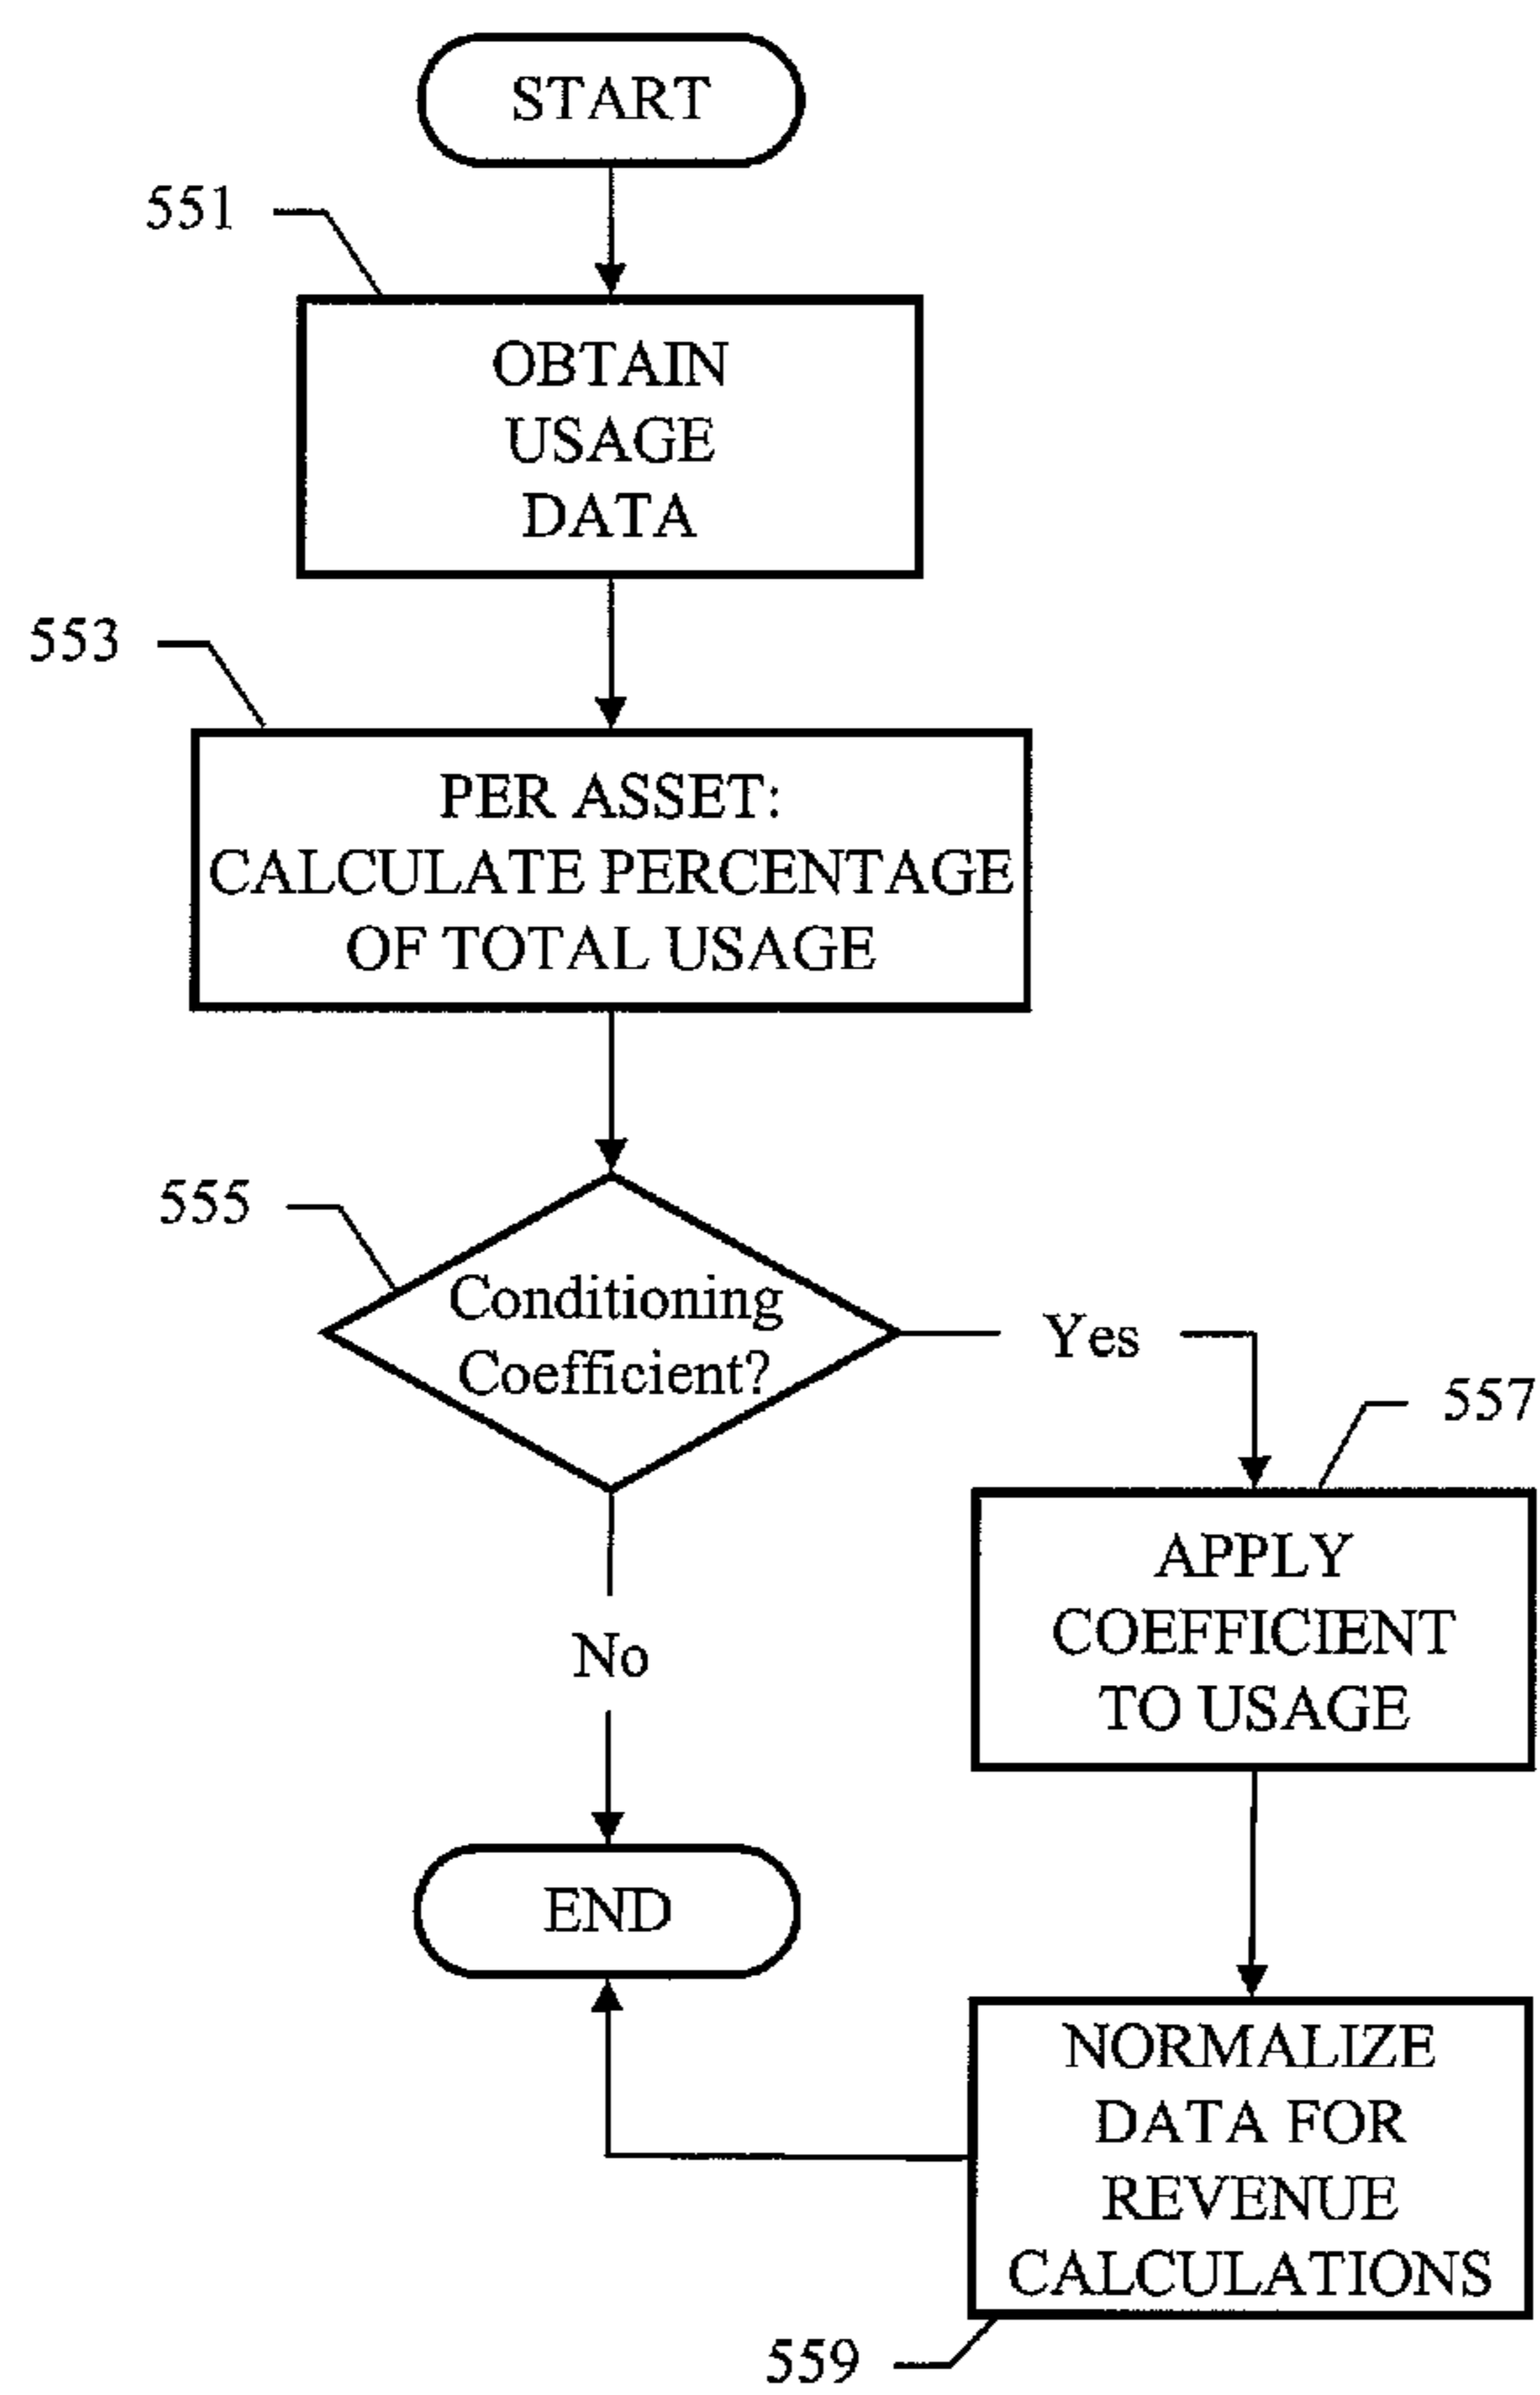 START
551
OBTAIN
USAGE
DATA
553
PER ASSET:
CALCULATE PERCENTAGE
OF TOTAL USAGE
555
Conditioning
Coefficient?
Yes
557
APPLY
COEFFICIENT
TO USAGE
No
END
NORMALIZE
DATA FOR
REVENUE
CALCULATIONS
559